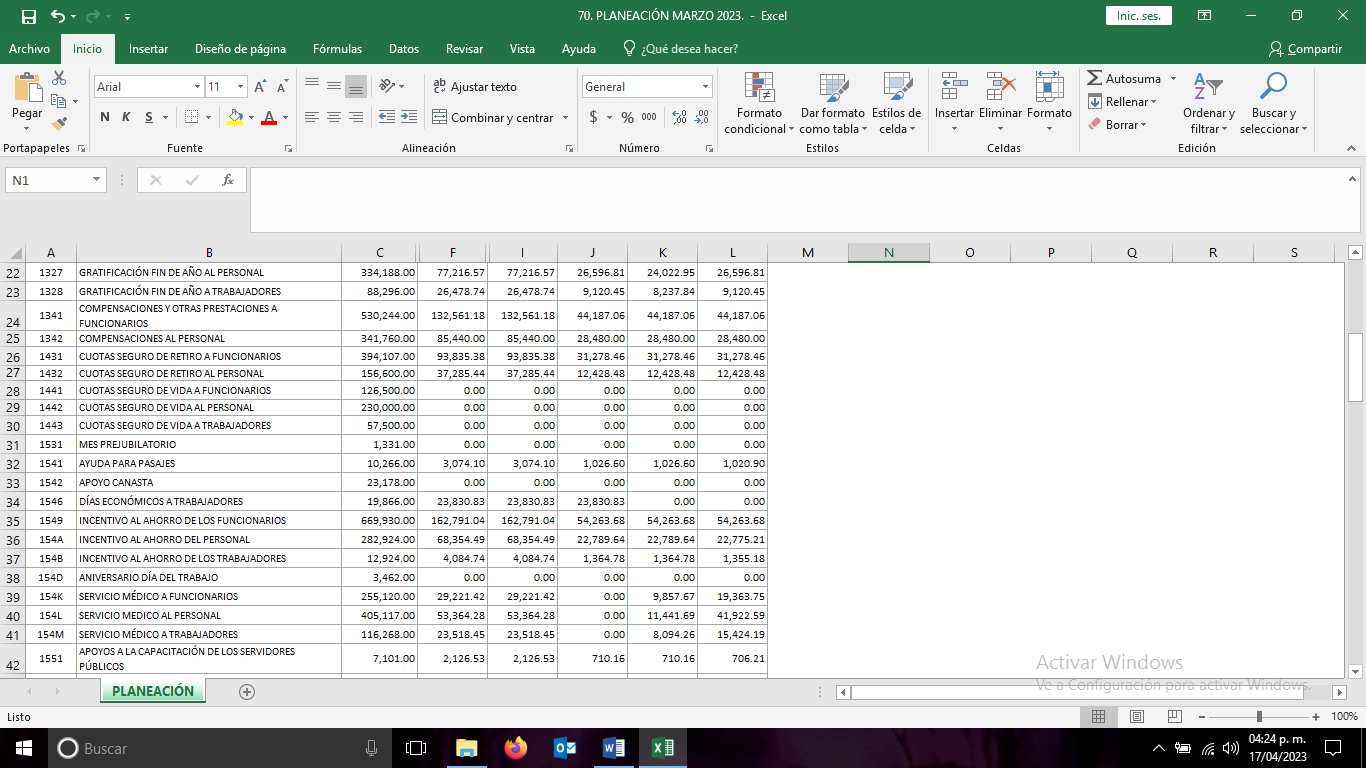 70. PLANEACIÓN MARZO 2023. - Excel
Inic. ses.
Archivo Inicio Insertar Diseño de página Fórmulas Datos Revisar Vista Ayuda ¿Qué desea hacer? Compartir
Pegar
Portapapeles
Arial 11
N K S
Fuente
Ajustar texto
Combinar y centrar
Alineación
General
$ % 000
Número
Formato condicional
Dar formato como tabla
Estilos de celda
Estilos
Insertar Eliminar Formato
Celdas
Autosuma
Rellenar
Borrar
Ordenar y filtrar
Buscar y seleccionar
Edición
N1
fx
A B C F I J K L M N O P Q R S
22 1327 GRATIFICACIÓN FIN DE AÑO AL PERSONAL 334,188.00 77,216.57 77,216.57 26,596.81 24,022.95 26,596.81
23 1328 GRATIFICACIÓN FIN DE AÑO A TRABAJADORES 88,296.00 26,478.74 26,478.74 9,120.45 8,237.84 9,120.45
24 1341 COMPENSACIONES Y OTRAS PRESTACIONES A FUNCIONARIOS 530,244.00 132,561.18 132,561.18 44,187.06 44,187.06 44,187.06
25 1342 COMPENSACIONES AL PERSONAL 341,760.00 85,440.00 85,440.00 28,480.00 28,480.00 28,480.00
26 1431 CUOTAS SEGURO DE RETIRO A FUNCIONARIOS 394,107.00 93,835.38 93,835.38 31,278.46 31,278.46 31,278.46
27 1432 CUOTAS SEGURO DE RETIRO AL PERSONAL 156,600.00 37,285.44 37,285.44 12,428.48 12,428.48 12,428.48
28 1441 CUOTAS SEGURO DE VIDA A FUNCIONARIOS 126,500.00 0.00 0.00 0.00 0.00 0.00
29 1442 CUOTAS SEGURO DE VIDA AL PERSONAL 230,000.00 0.00 0.00 0.00 0.00 0.00
30 1443 CUOTAS SEGURO DE VIDA A TRABAJADORES 57,500.00 0.00 0.00 0.00 0.00 0.00
31 1531 MES PREJUBILATORIO 1,331.00 0.00 0.00 0.00 0.00 0.00
32 1541 AYUDA PARA PASAJES 10,266.00 3,074.10 3,074.10 1,026.60 1,026.60 1,020.90
33 1542 APOYO CANASTA 23,178.00 0.00 0.00 0.00 0.00 0.00
34 1546 DÍAS ECONÓMICOS A TRABAJADORES 19,866.00 23,830.83 23,830.83 23,830.83 0.00 0.00
35 1549 INCENTIVO AL AHORRO DE LOS FUNCIONARIOS 669,930.00 162,791.04 162,791.04 54,263.68 54,263.68 54,263.68
36 154A INCENTIVO AL AHORRO DEL PERSONAL 282,924.00 68,354.49 68,354.49 22,789.64 22,789.64 22,775.21
37 154B INCENTIVO AL AHORRO DE LOS TRABAJADORES 12,924.00 4,084.74 4,084.74 1,364.78 1,364.78 1,355.18
38 154D ANIVERSARIO DÍA DEL TRABAJO 3,462.00 0.00 0.00 0.00 0.00 0.00
39 154K SERVICIO MÉDICO A FUNCIONARIOS 255,120.00 29,221.42 29,221.42 0.00 9,857.67 19,363.75
40 154L SERVICIO MEDICO AL PERSONAL 405,117.00 53,364.28 53,364.28 0.00 11,441.69 41,922.59
41 154M SERVICIO MÉDICO A TRABAJADORES 116,268.00 23,518.45 23,518.45 0.00 8,094.26 15,424.19
42 1551 APOYOS A LA CAPACITACIÓN DE LOS SERVIDORES PÚBLICOS 7,101.00 2,126.53 2,126.53 710.16 710.16 706.21
Activar Windows
Ve a Configuración para activar Windows.
PLANEACIÓN
Listo
100%
Buscar
04:24 p. m.
17/04/2023